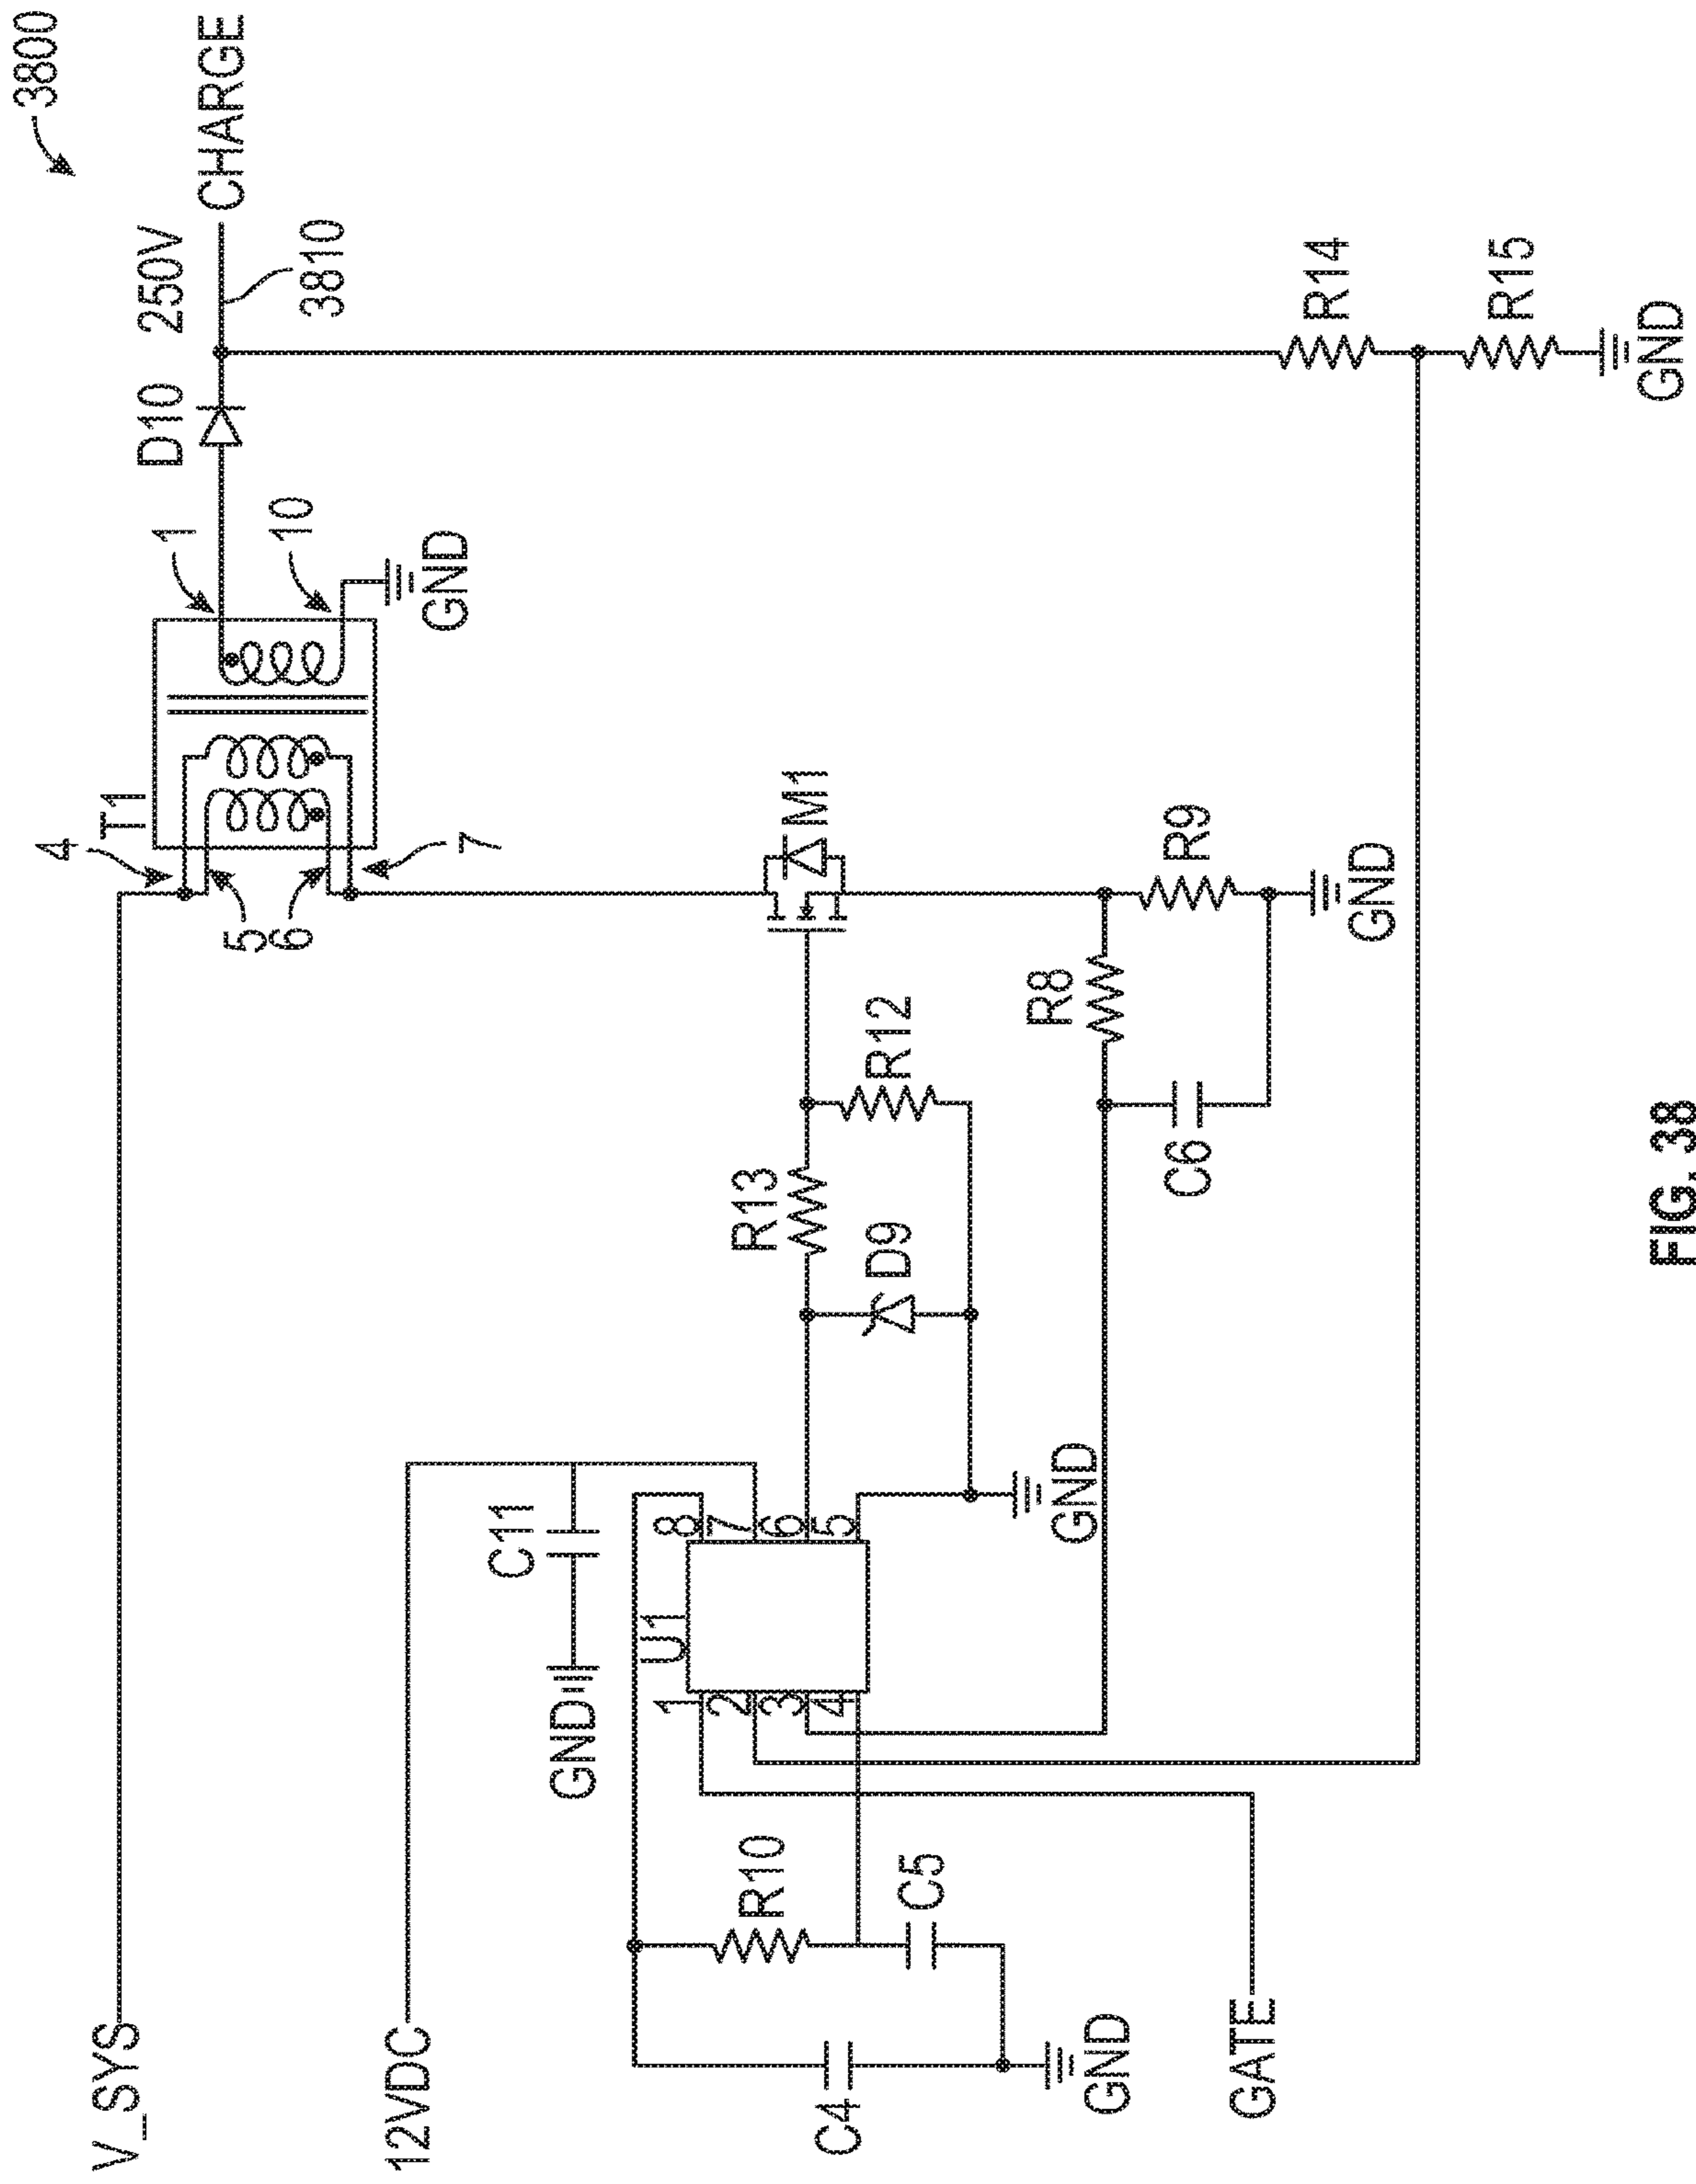 3800
V_SYS
T1
4
5
6
7
1
10
GND
D10
250V
CHARGE
3810
12VDC
C11
GND
U1
1
2
3
4
8
7
6
5
R10
C5
C4
GND
GATE
GND
D9
R13
R12
M1
R8
C6
R9
GND
R14
R15
GND
FIG. 38